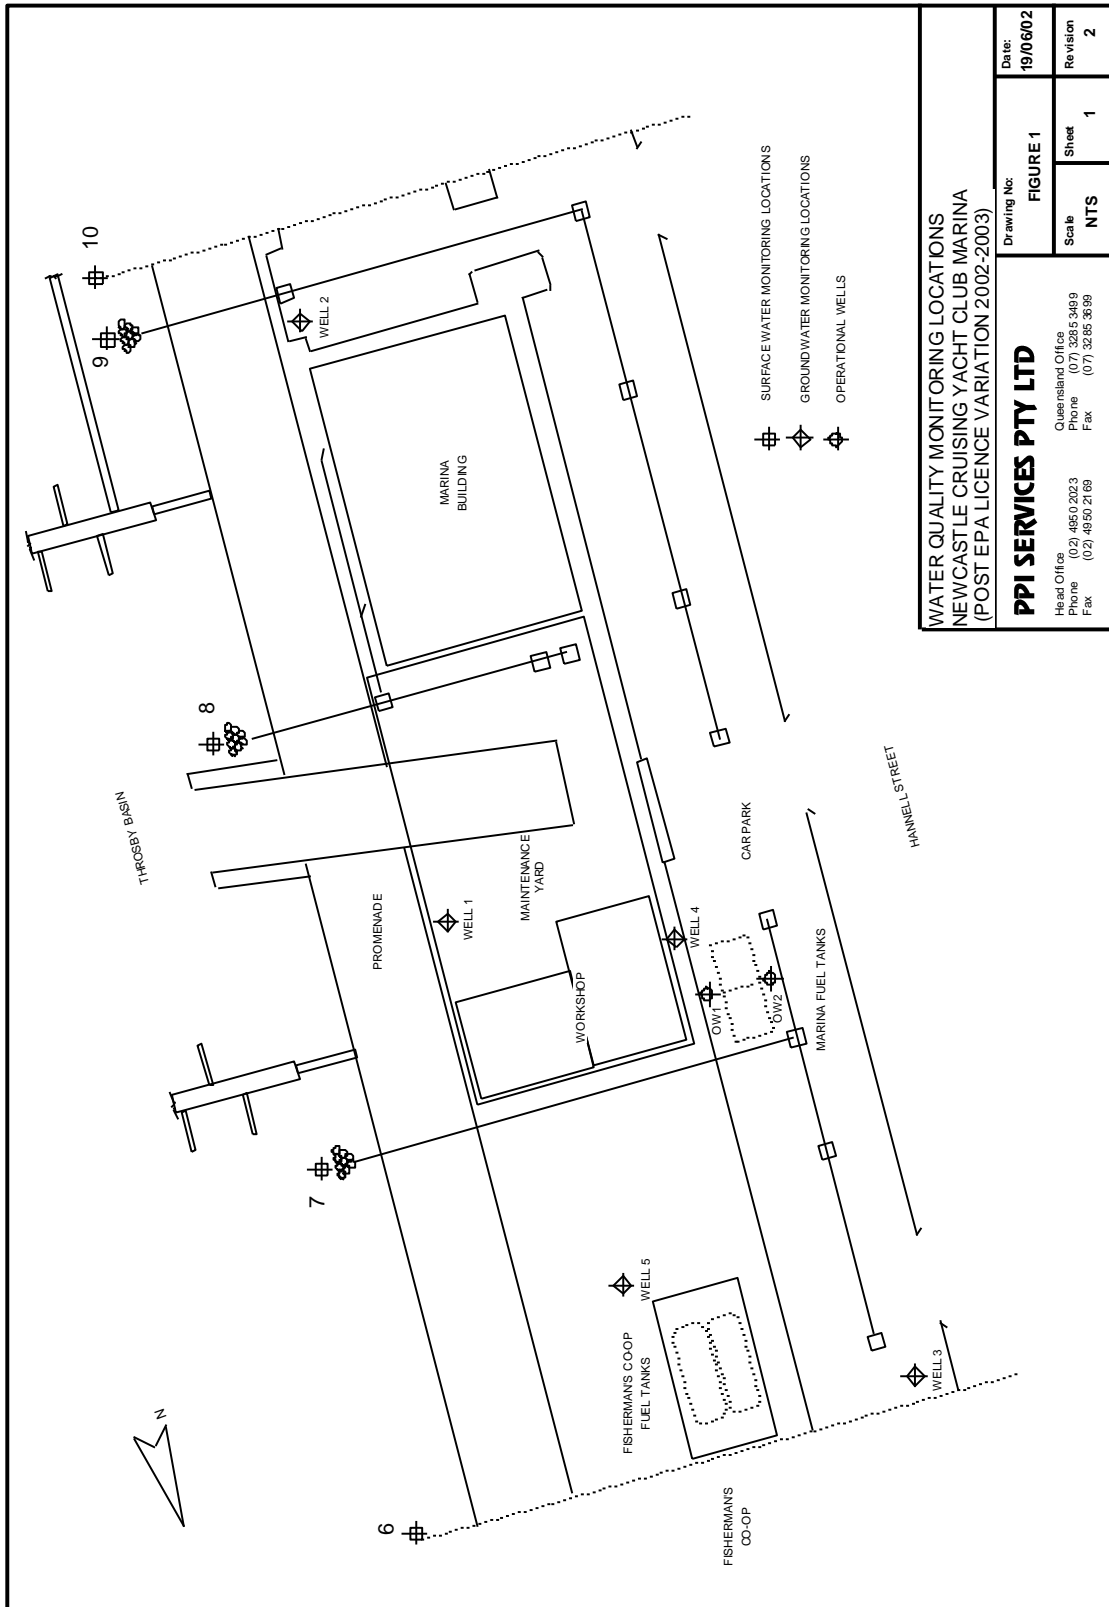 THROSBY BASIN
6
7
8
9
10
N
PROMENADE
WELL 1
WELL 2
MAINTENANCE
YARD
MARINA
BUILDING
WORKSHOP
FISHERMAN'S CO-OP
FUEL TANKS
WELL 5
WELL 4
OW1
OW2
CAR PARK
MARINA FUEL TANKS
FISHERMAN'S
CO-OP
WELL 3
HANNELL STREET
SURFACE WATER MONITORING LOCATIONS
GROUNDWATER MONITORING LOCATIONS
OPERATIONAL WELLS
WATER QUALITY MONITORING LOCATIONS
NEWCASTLE CRUISING YACHT CLUB MARINA
(POST EPA LICENCE VARIATION 2002-2003)
PPI SERVICES PTY LTD
Head Office
Phone (02) 4950 2023
Fax (02) 4950 2169
Queensland Office
Phone (07) 3285 3499
Fax (07) 3285 3699
Drawing No:
FIGURE 1
Date:
19/06/02
Scale
NTS
Sheet
1
Revision
2